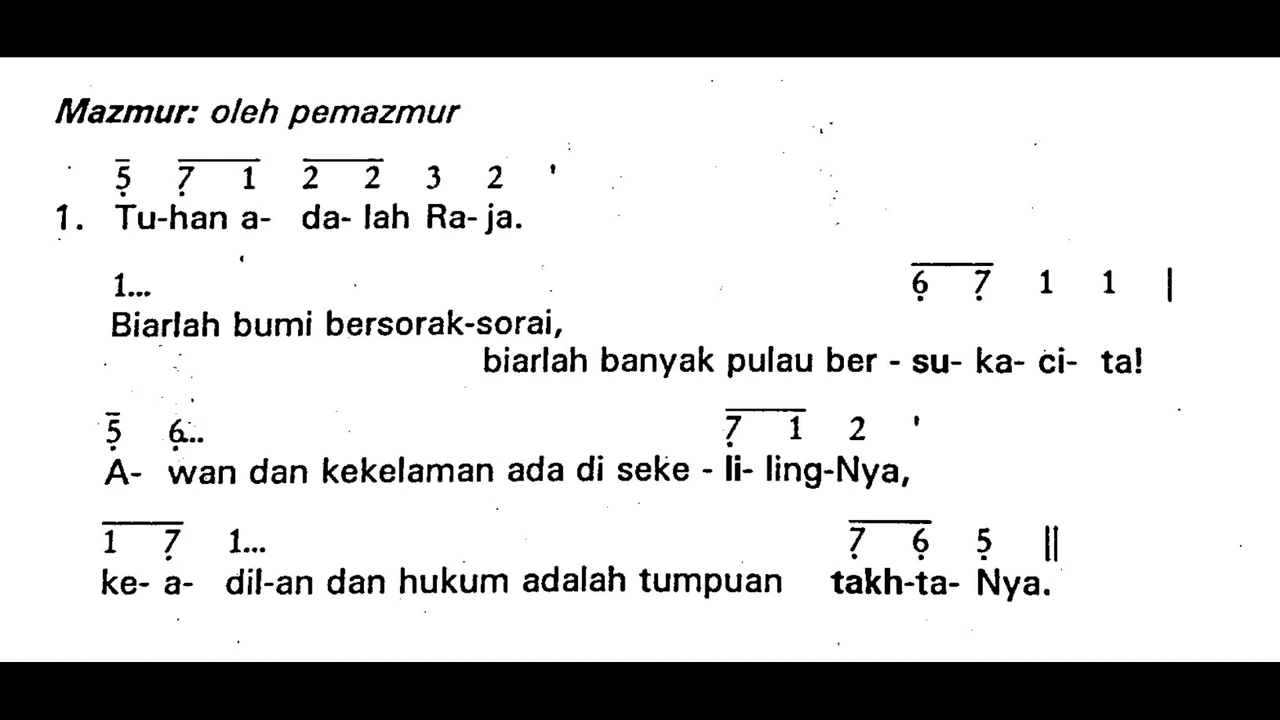 Mazmur: oleh pemazmur
5̣ 7̣ 1 2 2 3 2 '
1. Tu-han a- da- lah Ra- ja.
1... 6̣ 7̣ 1 1 |
Biarlah bumi bersorak-sorai,
biarlah banyak pulau ber - su- ka- ci- ta!
5̣ 6̣... 7̣ 1 2 '
A- wan dan kekelaman ada di seke - li- ling-Nya,
1 7̣ 1... 7̣ 6̣ 5̣ ||
ke- a- dil-an dan hukum adalah tumpuan takh-ta- Nya.